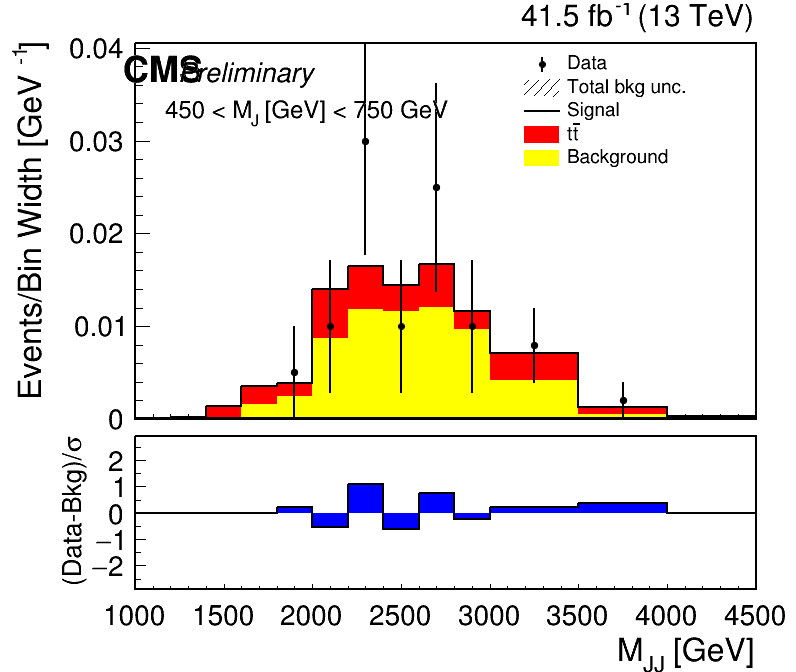 41.5 fb⁻¹ (13 TeV)
CMS Preliminary
450 < M_J [GeV] < 750 GeV
Data
Total bkg unc.
Signal
tt̄
Background
Events/Bin Width [GeV⁻¹]
0.04
0.03
0.02
0.01
0
(Data-Bkg)/σ
2
1
0
−1
−2
1000 1500 2000 2500 3000 3500 4000 4500
M_JJ [GeV]